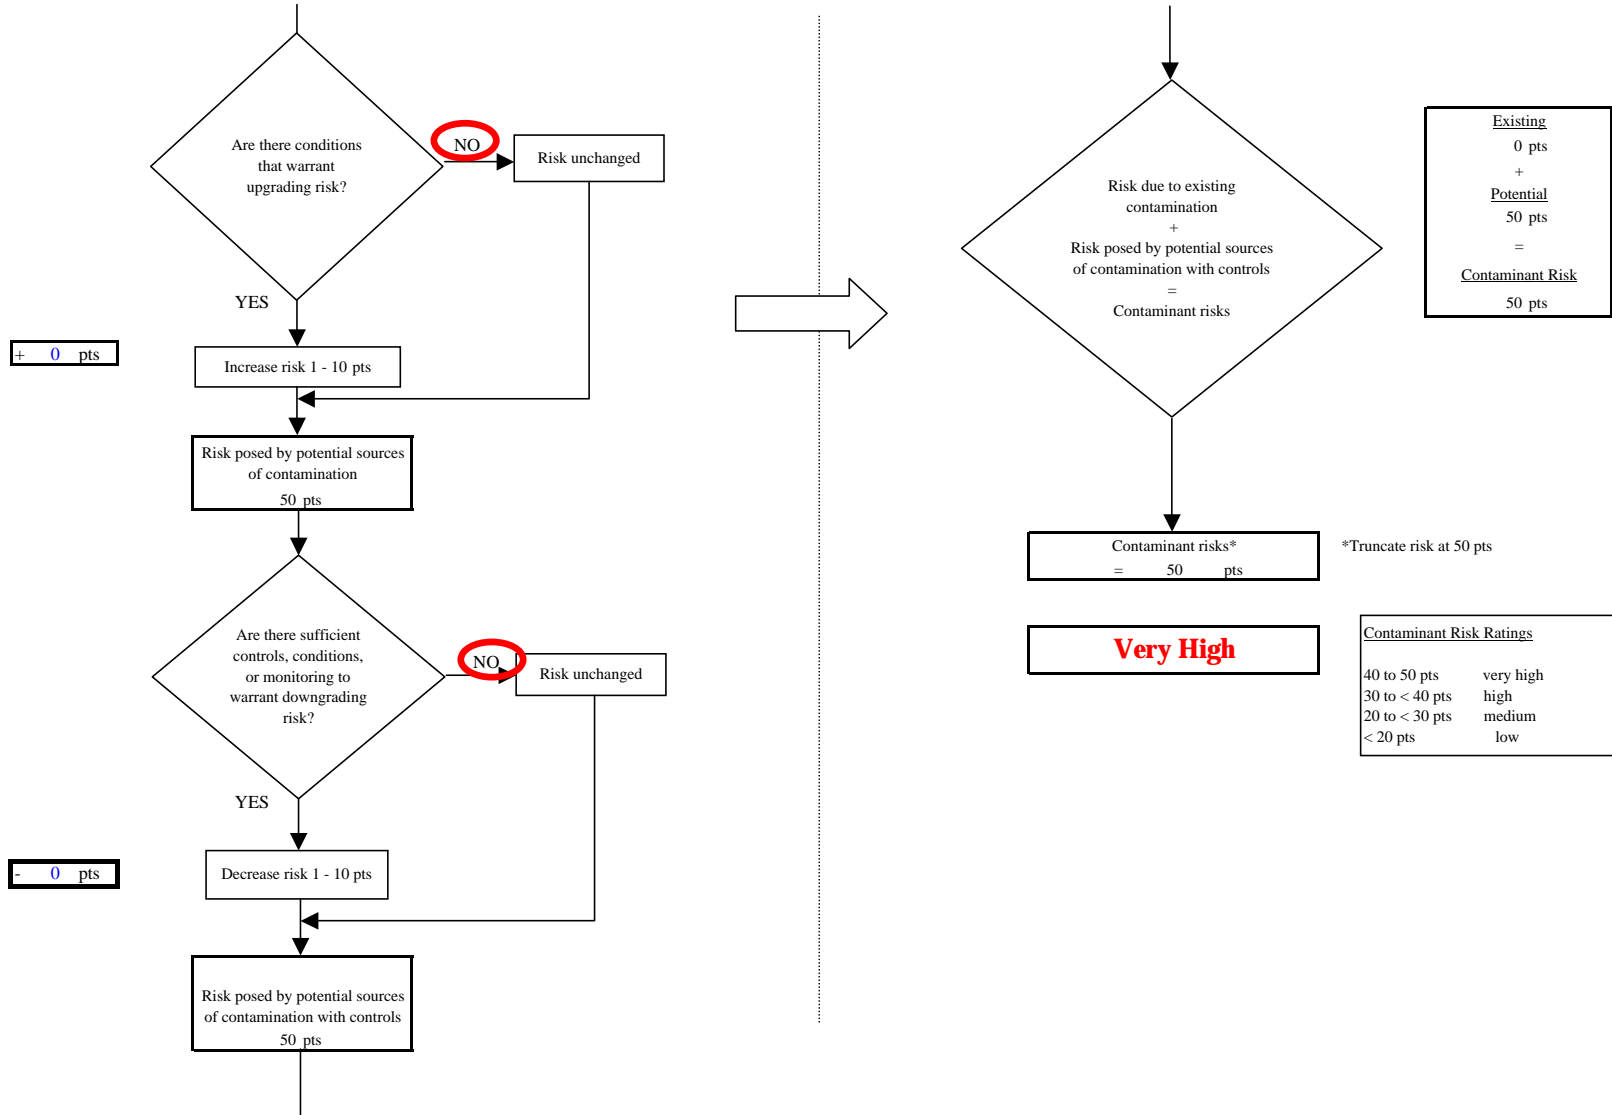 Are there conditions
that warrant
upgrading risk?
NO
Risk unchanged
YES
+ 0 pts
Increase risk 1 - 10 pts
Risk posed by potential sources
of contamination
50 pts
Are there sufficient
controls, conditions,
or monitoring to
warrant downgrading
risk?
NO
Risk unchanged
YES
- 0 pts
Decrease risk 1 - 10 pts
Risk posed by potential sources
of contamination with controls
50 pts
Risk due to existing
contamination
+
Risk posed by potential sources
of contamination with controls
=
Contaminant risks
Existing
0 pts
+
Potential
50 pts
=
Contaminant Risk
50 pts
Contaminant risks*
= 50 pts
*Truncate risk at 50 pts
Very High
Contaminant Risk Ratings
40 to 50 pts very high
30 to < 40 pts high
20 to < 30 pts medium
< 20 pts low